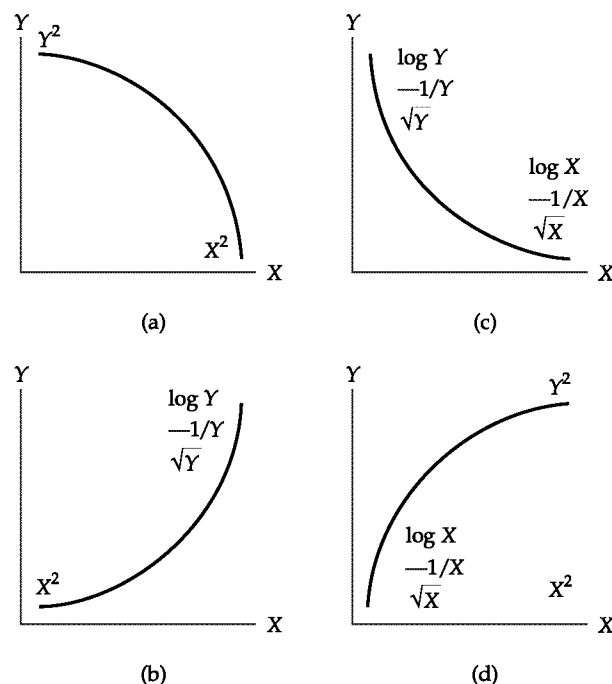 Y
Y²
X²
X
(a)
Y
log Y
—1/Y
√Y
log X
—1/X
√X
X
(c)
Y
log Y
—1/Y
√Y
X²
X
(b)
Y
Y²
log X
—1/X
√X
X²
X
(d)